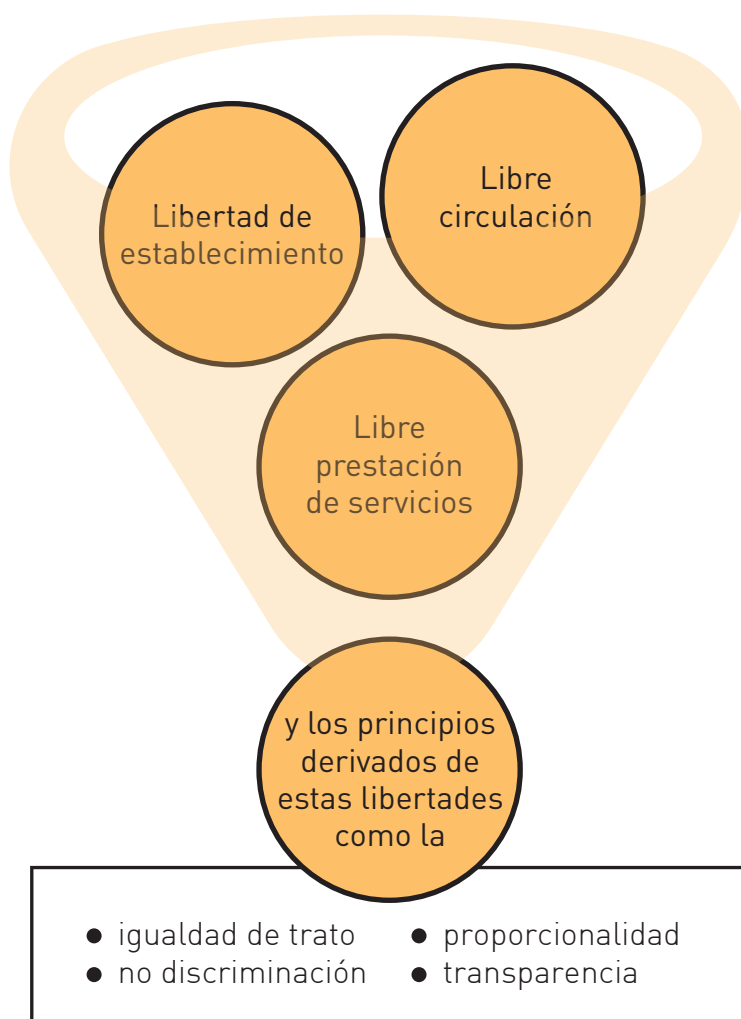 Libertad de
establecimiento
Libre
circulación
Libre
prestación
de servicios
y los principios
derivados de
estas libertades
como la
● igualdad de trato
● no discriminación
● proporcionalidad
● transparencia